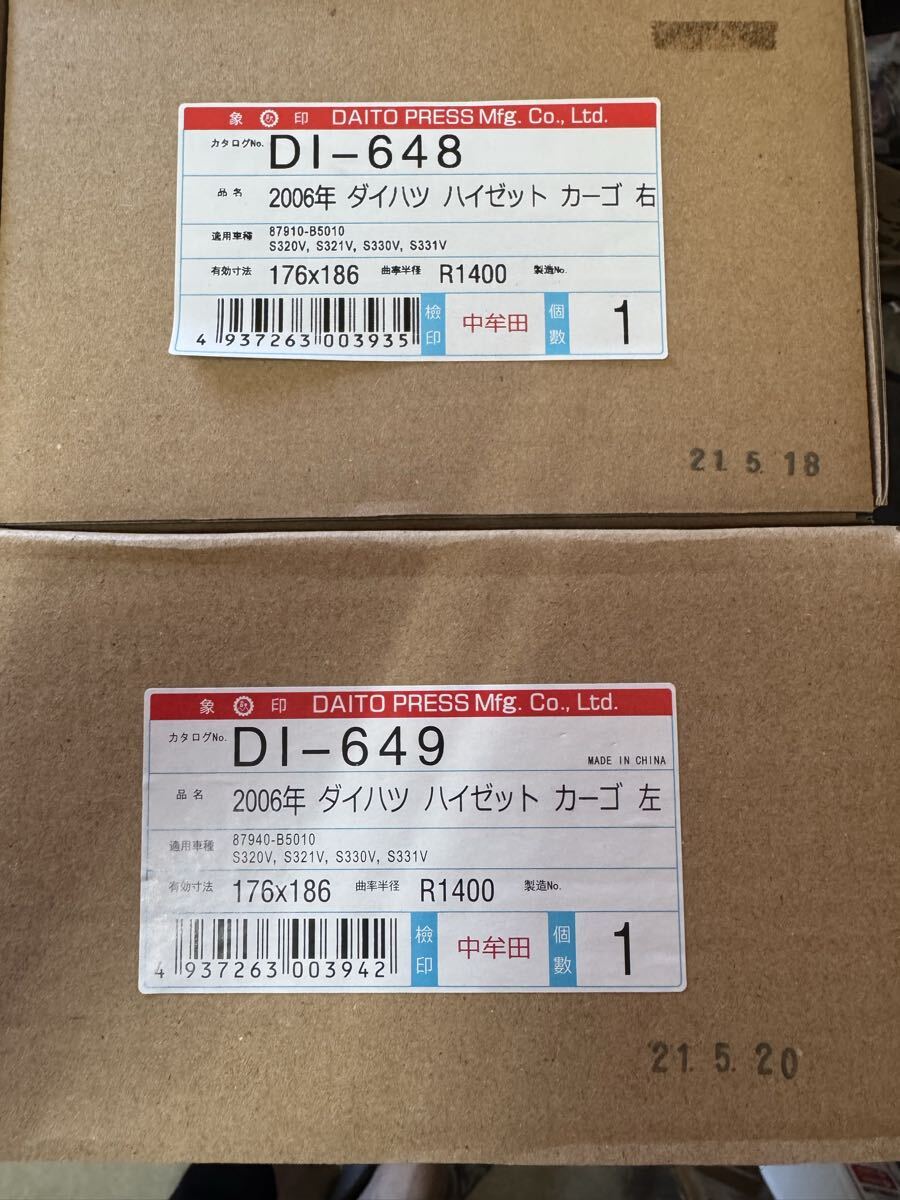 象 印 DAITO PRESS Mfg. Co., Ltd.
カタログNo. DI-648
品名 2006年 ダイハツ ハイゼット カーゴ 右
適用車種 87910-B5010
S320V, S321V, S330V, S331V
有効寸法 176x186 曲率半径 R1400 製造No.
4 937263 003935 檢印 中牟田 個數 1
21. 5. 18
象 印 DAITO PRESS Mfg. Co., Ltd.
カタログNo. DI-649 MADE IN CHINA
品名 2006年 ダイハツ ハイゼット カーゴ 左
適用車種 87940-B5010
S320V, S321V, S330V, S331V
有効寸法 176x186 曲率半径 R1400 製造No.
4 937263 003942 檢印 中牟田 個數 1
21. 5. 20